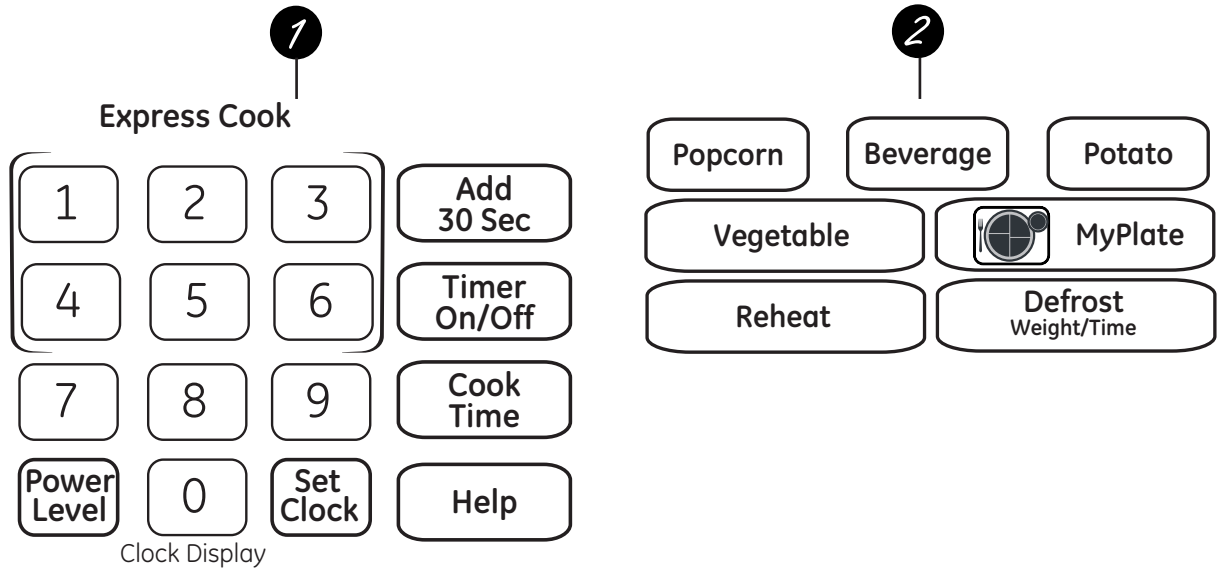 1
2
Express Cook
1 2 3
Add
30 Sec
4 5 6
Timer
On/Off
7 8 9
Cook
Time
Power
Level
0
Set
Clock
Help
Clock Display
Popcorn
Beverage
Potato
Vegetable
MyPlate
Reheat
Defrost
Weight/Time